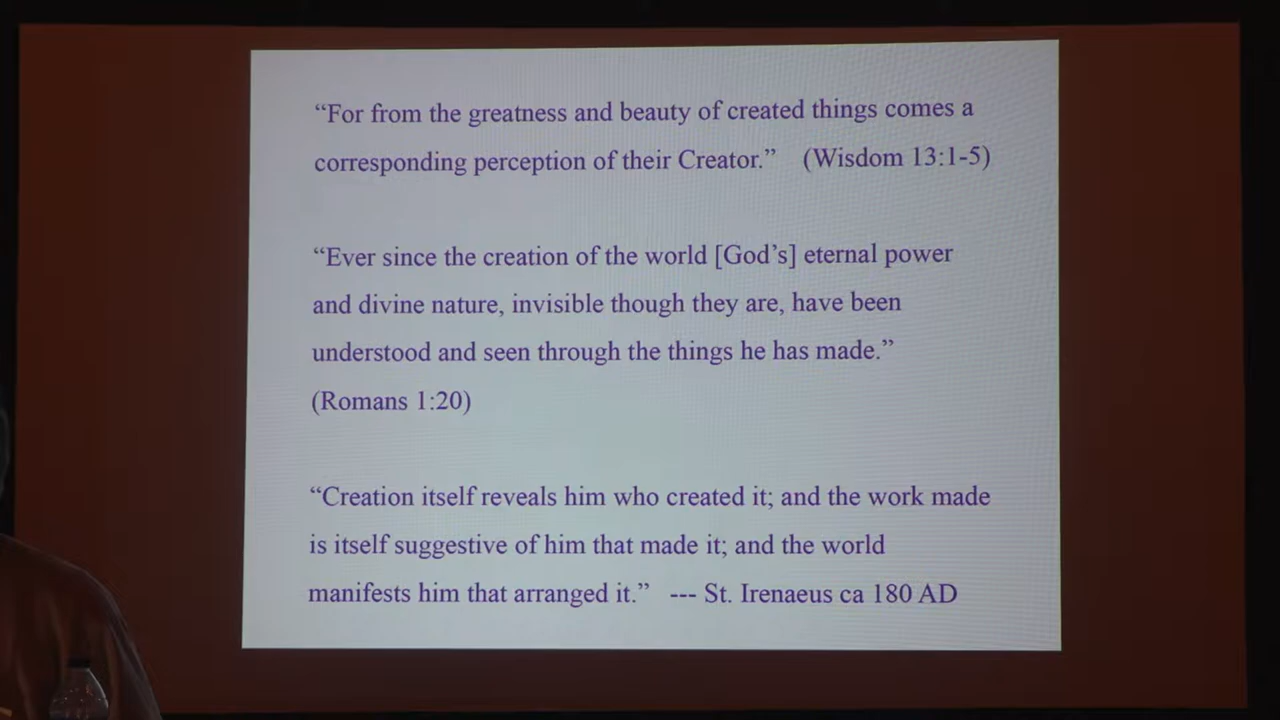 “For from the greatness and beauty of created things comes a
corresponding perception of their Creator.” (Wisdom 13:1-5)
“Ever since the creation of the world [God’s] eternal power
and divine nature, invisible though they are, have been
understood and seen through the things he has made.”
(Romans 1:20)
“Creation itself reveals him who created it; and the work made
is itself suggestive of him that made it; and the world
manifests him that arranged it.” --- St. Irenaeus ca 180 AD